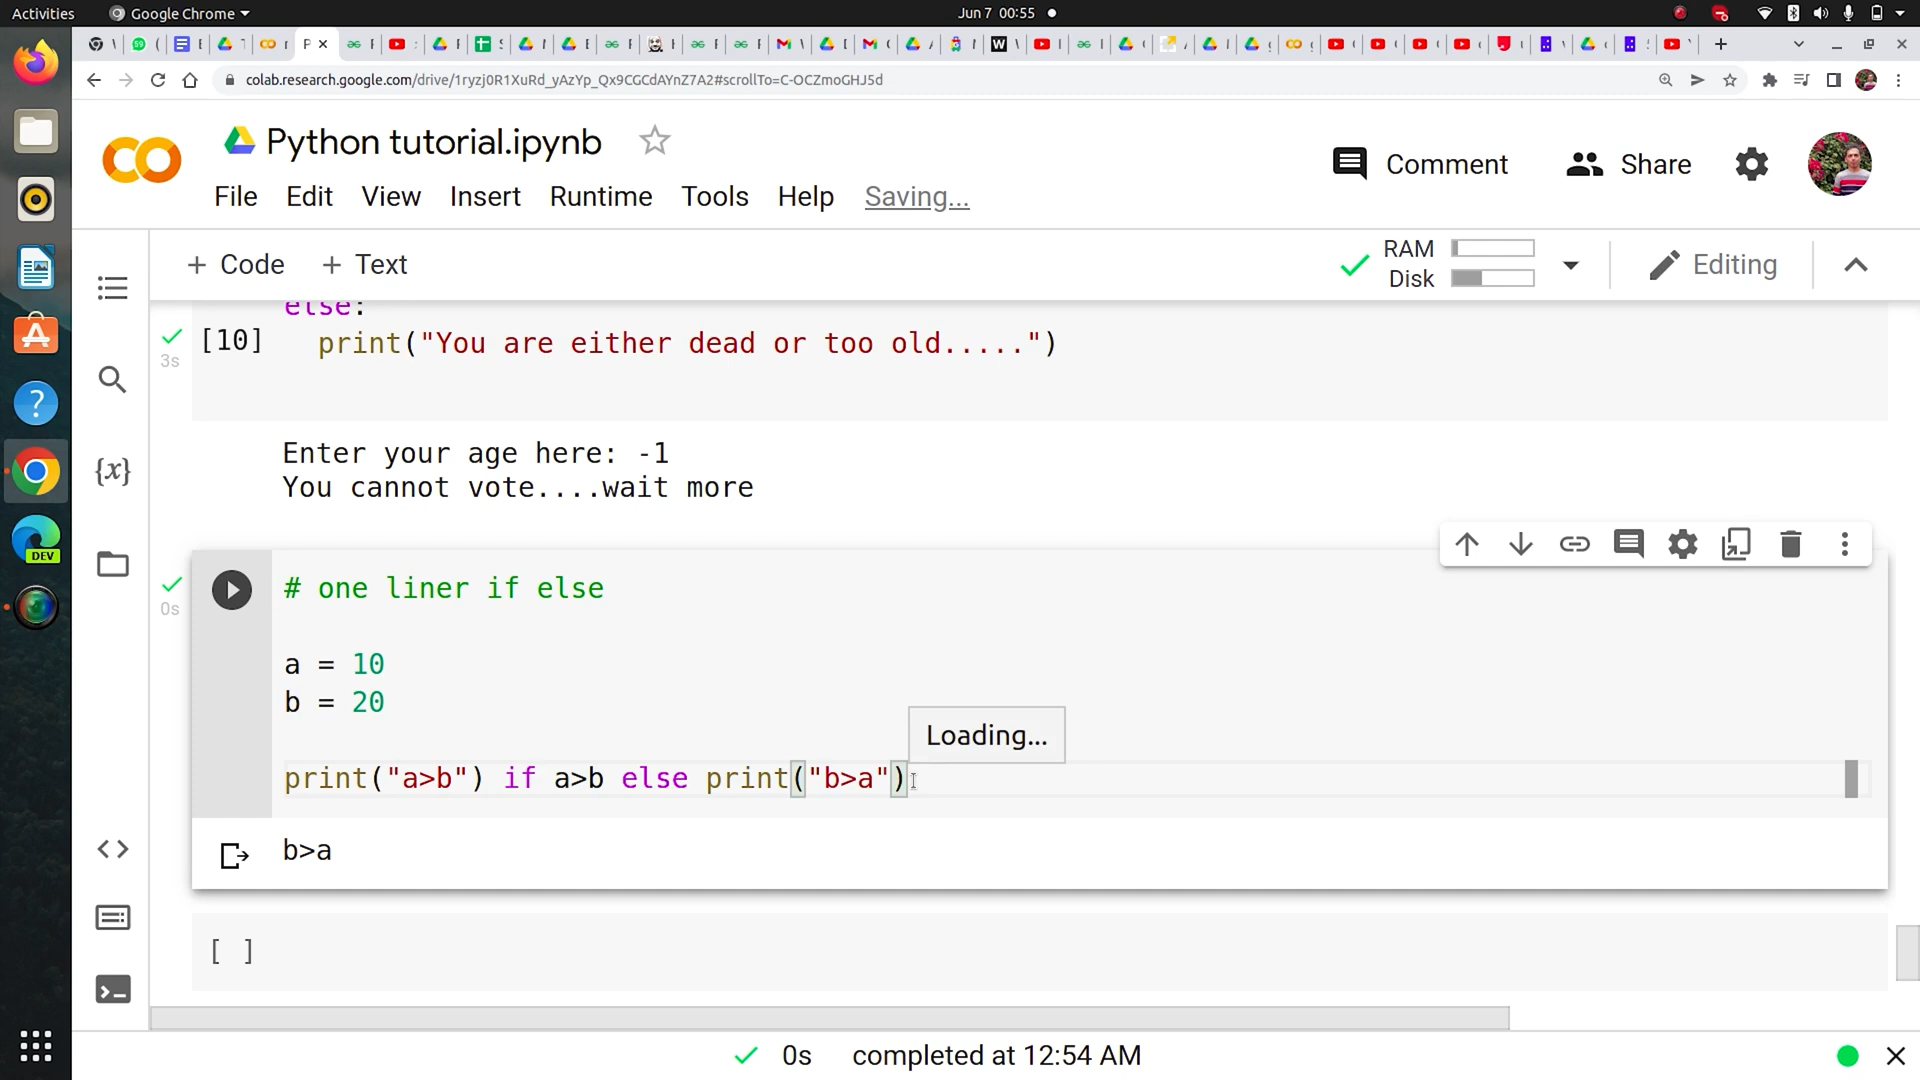 Activities
Google Chrome
Jun 7 00:55
colab.research.google.com/drive/1ryzj0R1XuRd_yAzYp_Qx9CGCdAYnZ7A2#scrollTo=C-OCZmoGHJ5d
Python tutorial.ipynb
Comment
Share
File Edit View Insert Runtime Tools Help Saving...
+ Code + Text
RAM
Disk
Editing
else:
[10] print("You are either dead or too old.....")
3s
Enter your age here: -1
You cannot vote....wait more
{x}
DEV
# one liner if else
0s
a = 10
b = 20
Loading...
print("a>b") if a>b else print("b>a")
b>a
[ ]
0s completed at 12:54 AM